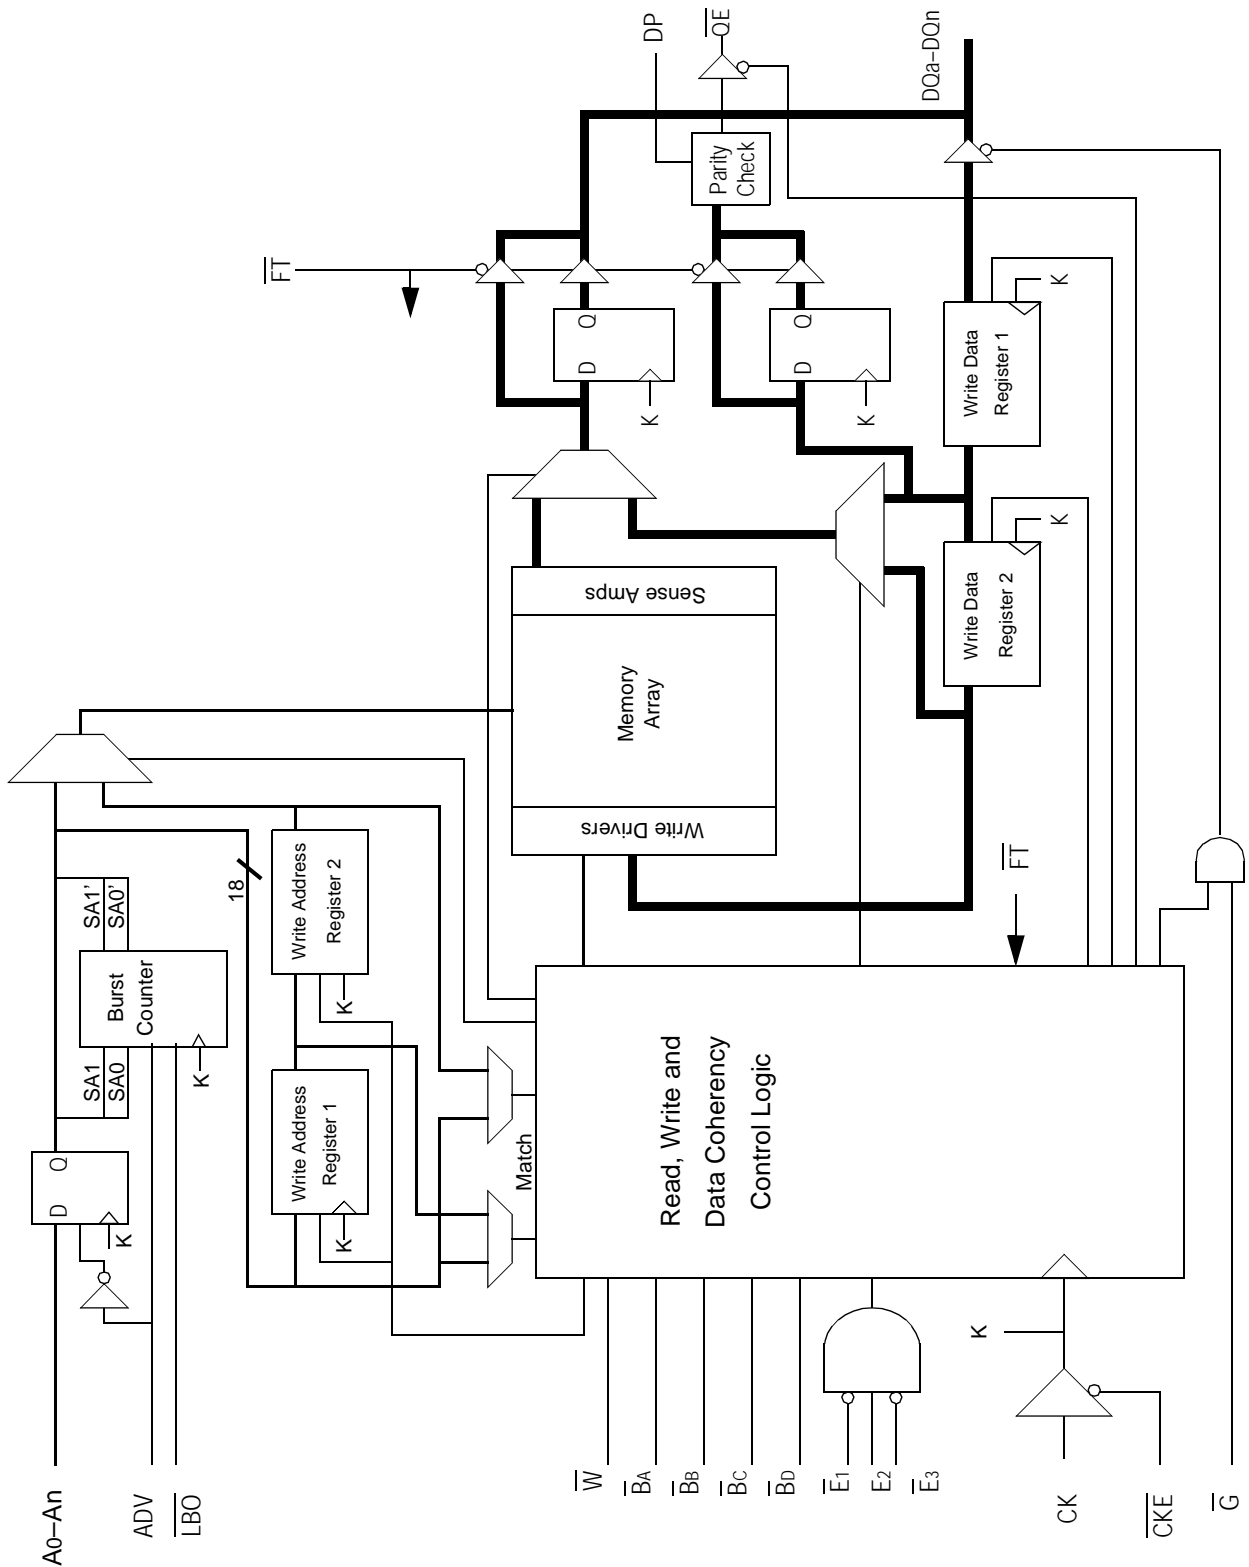 A0–An
D Q
K
ADV
LBO
SA1
SA0
Burst
Counter
K
SA1'
SA0'
18
Write Address
Register 1
K
Write Address
Register 2
K
FT
Match
Write Drivers
Memory
Array
Sense Amps
D Q
K
D Q
K
DP
QE
Parity
Check
W
BA
BB
BC
BD
E1
E2
E3
Read, Write and
Data Coherency
Control Logic
FT
K
CK
CKE
G
Write Data
Register 2
K
Write Data
Register 1
K
DQa–DQn